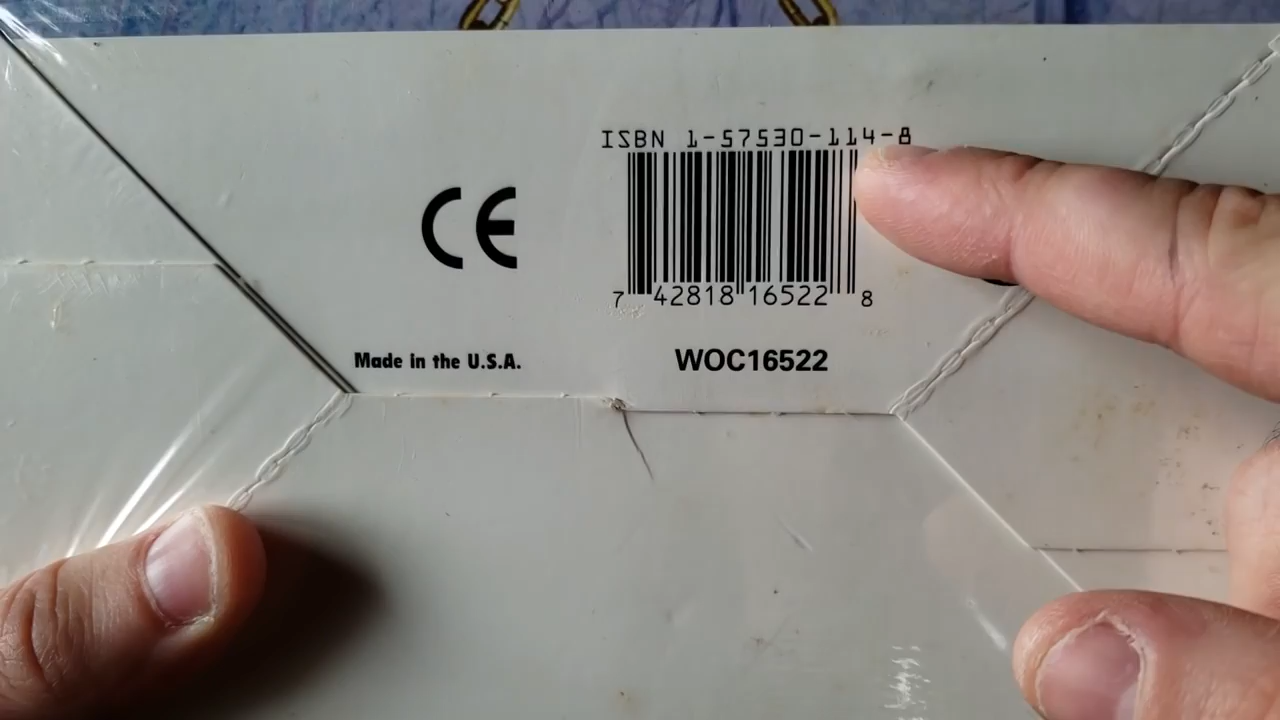 ISBN 1-57530-114-8
CE
7 42818 16522 8
Made in the U.S.A.
WOC16522